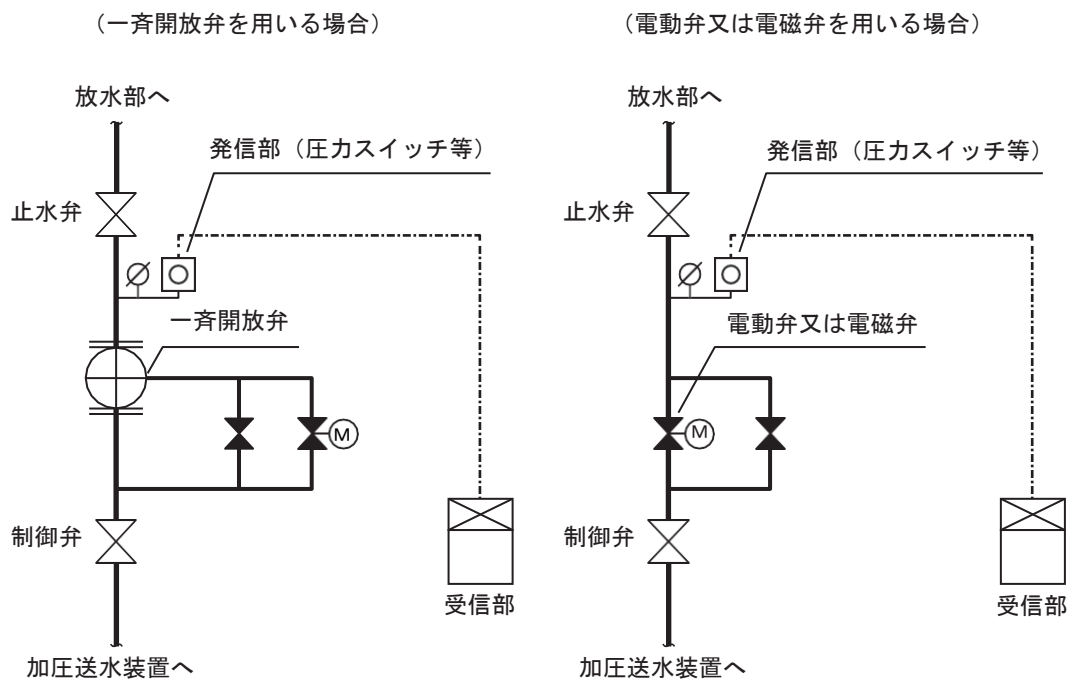 （一斉開放弁を用いる場合）
放水部へ
発信部（圧力スイッチ等）
止水弁
一斉開放弁
M
制御弁
受信部
加圧送水装置へ
（電動弁又は電磁弁を用いる場合）
放水部へ
発信部（圧力スイッチ等）
止水弁
電動弁又は電磁弁
M
制御弁
受信部
加圧送水装置へ